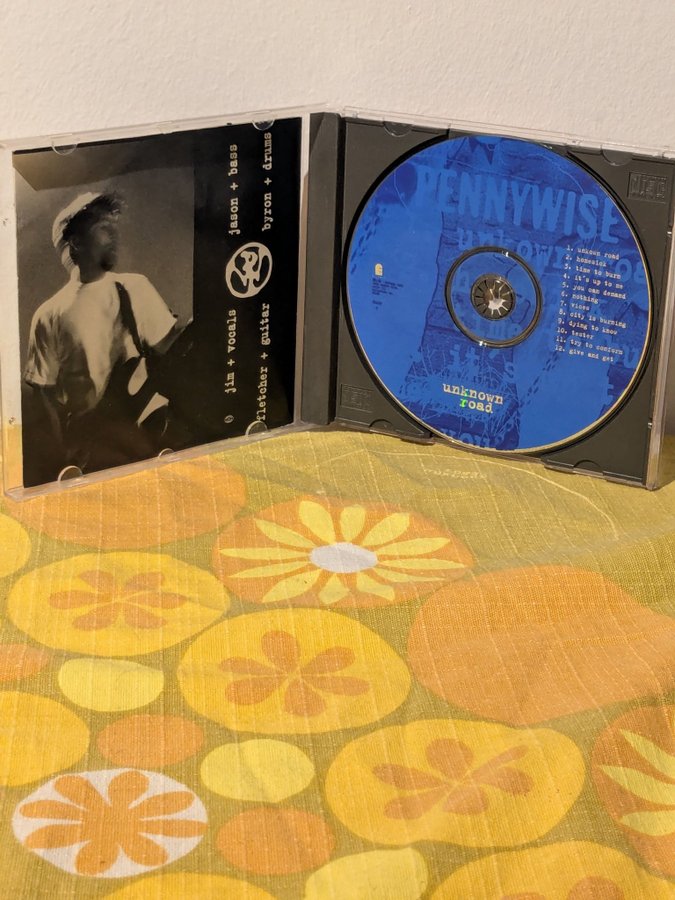 jim + vocals
jason + bass
fletcher + guitar
byron + drums
PENNYWISE
1. unkown road
2. homesick
3. time to burn
4. it's up to me
5. you can demand
6. nothing
7. vices
8. city is burning
9. dying to know
10. tester
11. try to conform
12. give and get
unknown
road